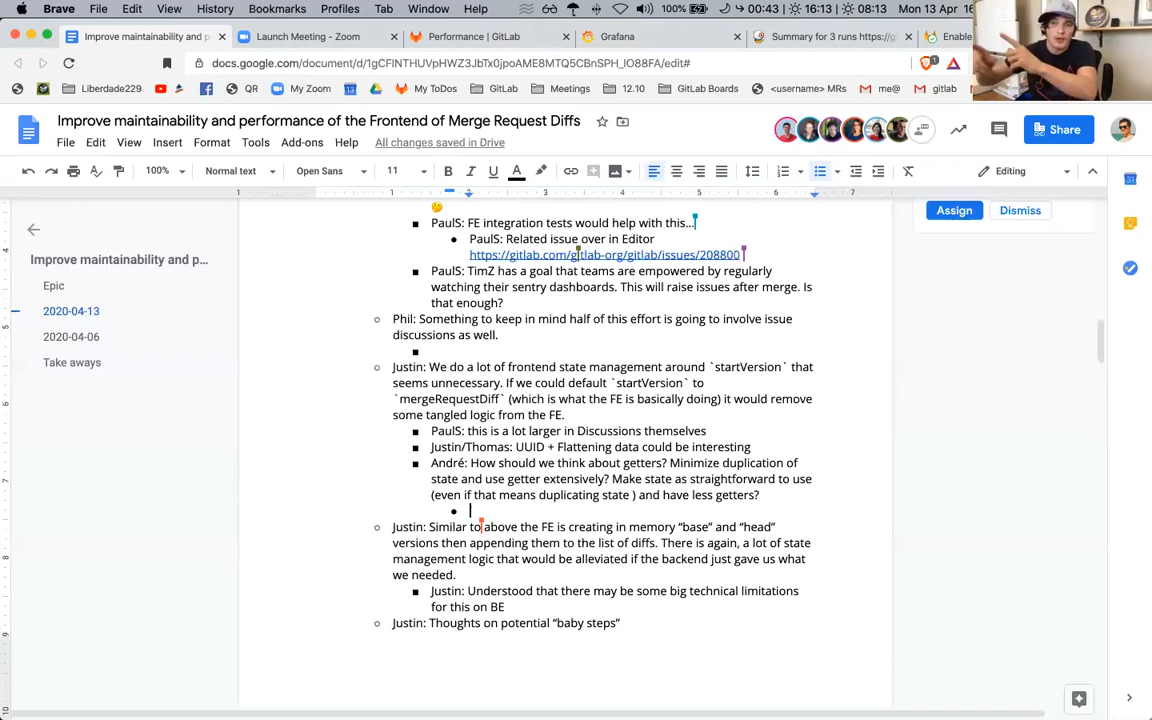 Brave File Edit View History Bookmarks Profiles Tab Window Help 100% 00:43 16:13 08:13 Mon 13 Apr 16
Improve maintainability and p Launch Meeting - Zoom Performance | GitLab Grafana Summary for 3 runs https://g Enable
docs.google.com/document/d/1gCFINTHUVpHWZ3JbTx0jpoAME8MTQ5CBnSPH_lO88FA/edit#
Liberdade229 QR My Zoom My ToDos GitLab Meetings 12.10 GitLab Boards <username> MRs me@ gitlab
Improve maintainability and performance of the Frontend of Merge Request Diffs
Share
File Edit View Insert Format Tools Add-ons Help All changes saved in Drive
100% Normal text Open Sans 11 B I U A Editing
1 1 2 3 4 5 6 7
Assign Dismiss
PaulS: FE integration tests would help with this...
PaulS: Related issue over in Editor
https://gitlab.com/gitlab-org/gitlab/issues/208800
Improve maintainability and p...
PaulS: TimZ has a goal that teams are empowered by regularly
Epic
watching their sentry dashboards. This will raise issues after merge. Is
that enough?
2020-04-13
Phil: Something to keep in mind half of this effort is going to involve issue
2020-04-06
discussions as well.
Take aways
Justin: We do a lot of frontend state management around `startVersion` that
seems unnecessary. If we could default `startVersion` to
`mergeRequestDiff` (which is what the FE is basically doing) it would remove
some tangled logic from the FE.
PaulS: this is a lot larger in Discussions themselves
Justin/Thomas: UUID + Flattening data could be interesting
André: How should we think about getters? Minimize duplication of
state and use getter extensively? Make state as straightforward to use
(even if that means duplicating state ) and have less getters?
Justin: Similar to above the FE is creating in memory “base” and “head”
versions then appending them to the list of diffs. There is again, a lot of state
management logic that would be alleviated if the backend just gave us what
we needed.
Justin: Understood that there may be some big technical limitations
for this on BE
Justin: Thoughts on potential “baby steps”